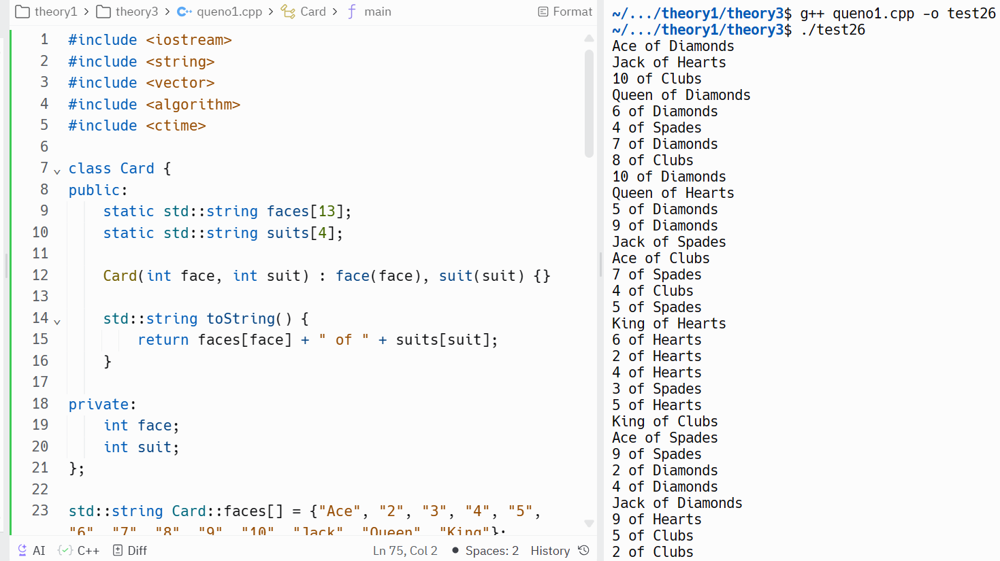 theory1 > theory3 > queno1.cpp > Card > main Format
1 #include <iostream>
2 #include <string>
3 #include <vector>
4 #include <algorithm>
5 #include <ctime>
6
7 class Card {
8 public:
9 static std::string faces[13];
10 static std::string suits[4];
11
12 Card(int face, int suit) : face(face), suit(suit) {}
13
14 std::string toString() {
15 return faces[face] + " of " + suits[suit];
16 }
17
18 private:
19 int face;
20 int suit;
21 };
22
23 std::string Card::faces[] = {"Ace", "2", "3", "4", "5",
"6", "7", "8", "9", "10", "Jack", "Queen", "King"};
AI C++ Diff Ln 75, Col 2 Spaces: 2 History
~/.../theory1/theory3$ g++ queno1.cpp -o test26
~/.../theory1/theory3$ ./test26
Ace of Diamonds
Jack of Hearts
10 of Clubs
Queen of Diamonds
6 of Diamonds
4 of Spades
7 of Diamonds
8 of Clubs
10 of Diamonds
Queen of Hearts
5 of Diamonds
9 of Diamonds
Jack of Spades
Ace of Clubs
7 of Spades
4 of Clubs
5 of Spades
King of Hearts
6 of Hearts
2 of Hearts
4 of Hearts
3 of Spades
5 of Hearts
King of Clubs
Ace of Spades
9 of Spades
2 of Diamonds
4 of Diamonds
Jack of Diamonds
9 of Hearts
5 of Clubs
2 of Clubs